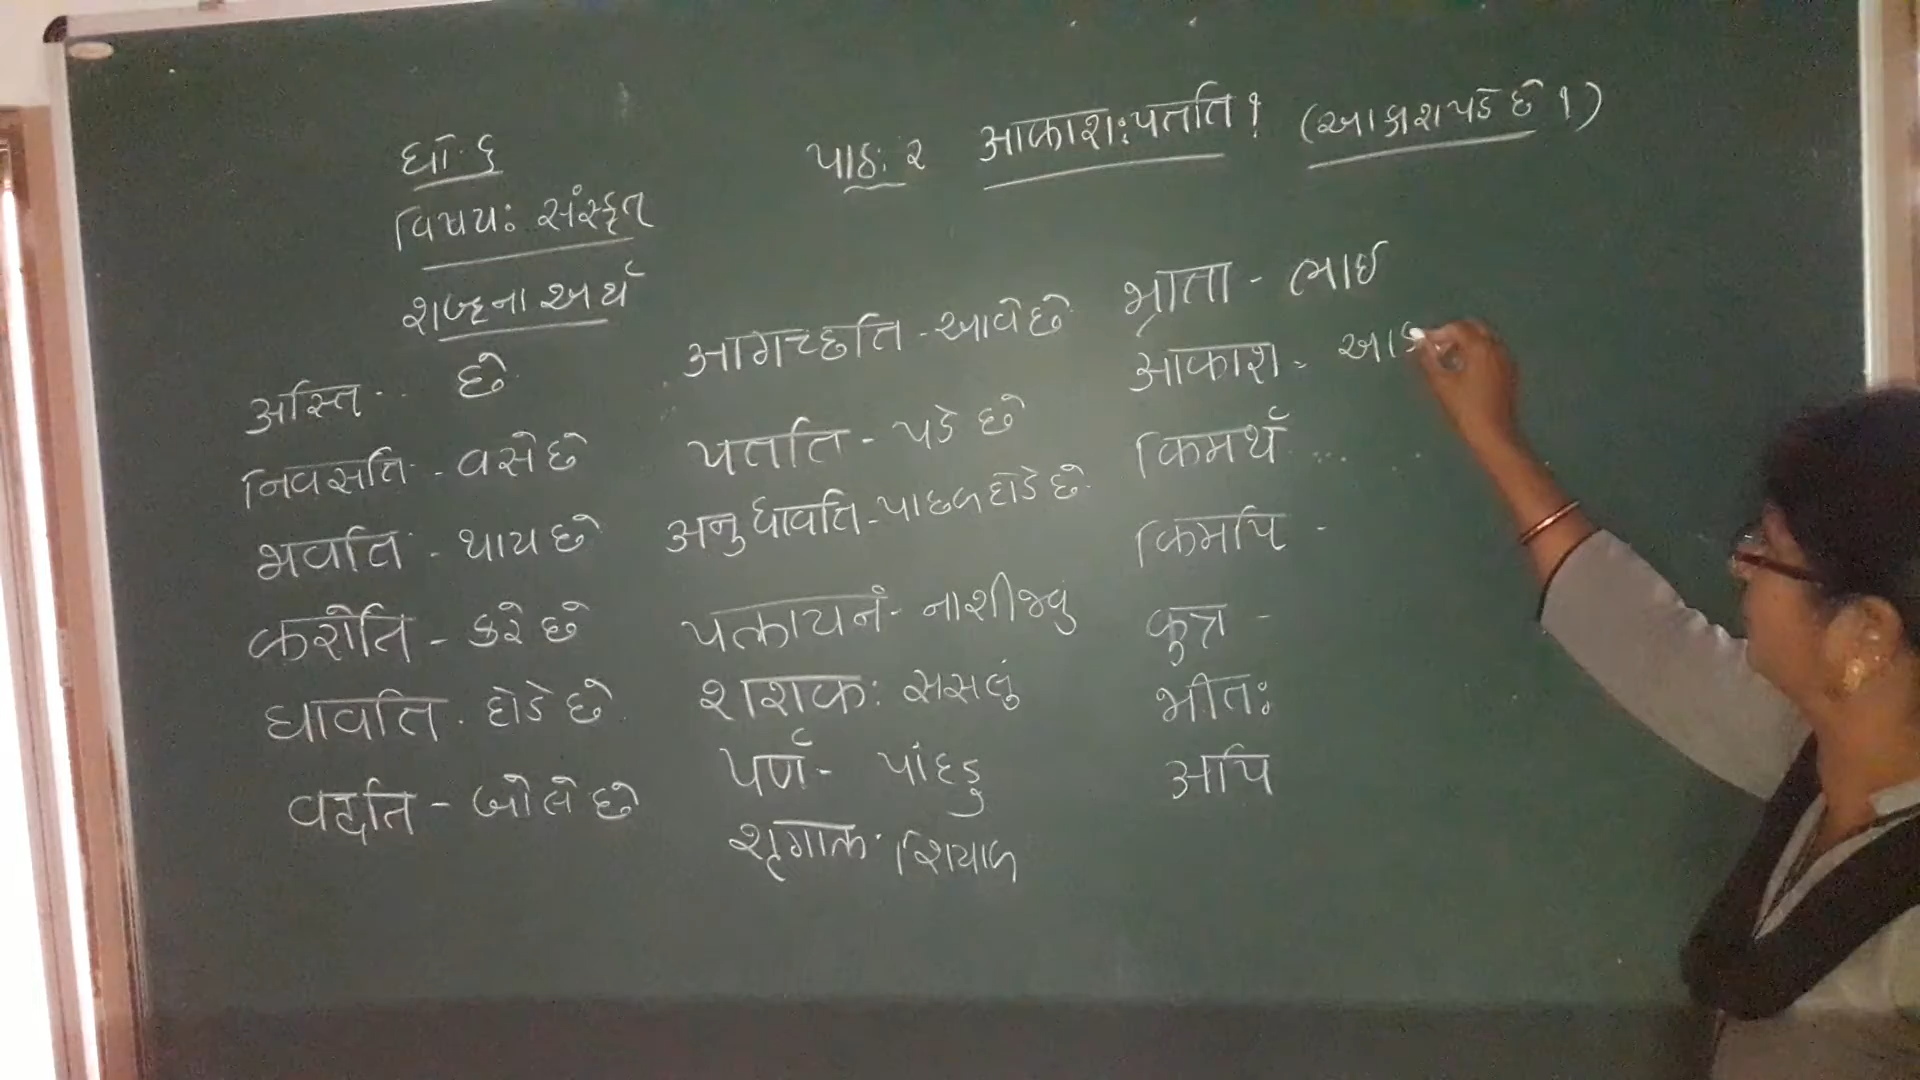 ધો. ૬
વિષય: સંસ્કૃત
શબ્દના અર્થ
પાઠ: ૨ आकाश: पतति ! (આકાશ પડે છે !)
अस्ति - છે
निवसति - વસે છે
भवति - થાય છે
करोति - કરે છે
धावति - દોડે છે
वदति - બોલે છે
आगच्छति - આવે છે
पतति - પડે છે
अनुधावति - પાછળ દોડે છે
पलायनं - નાશી જવુ
शशक: સસલું
पर्णं - પાંદડુ
शृगाल: શિયાળ
भ्राता - ભાઈ
आकाश - આક
किमर्थं
किमपि -
कुत्र -
भीत:
अपि